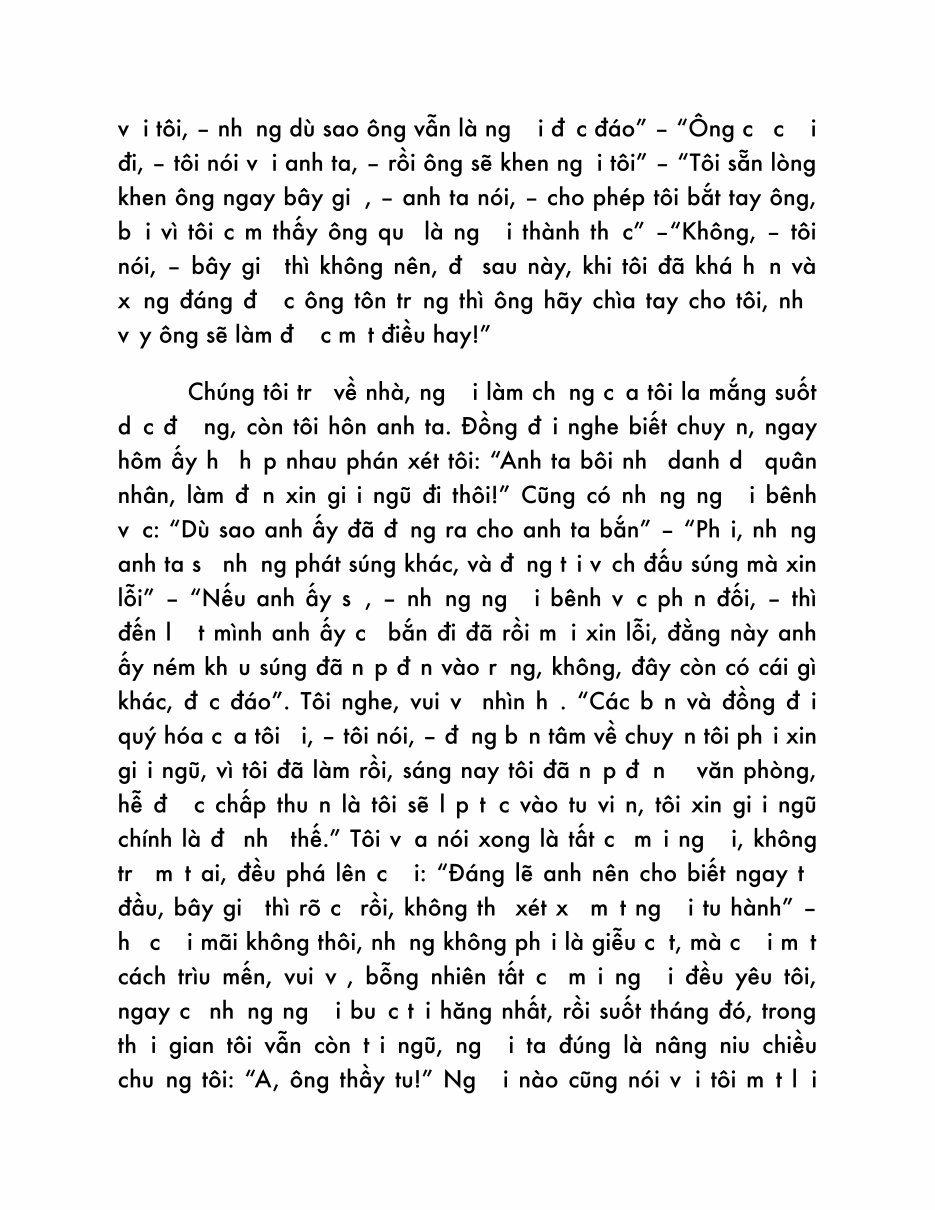 v i tôi, – nh ng dù sao ông vẫn là ng i đ c đáo” – “Ông c c i
đi, – tôi nói v i anh ta, – rồi ông sẽ khen ng i tôi” – “Tôi sẵn lòng
khen ông ngay bây gi , – anh ta nói, – cho phép tôi bắt tay ông,
b i vì tôi c m thấy ông qu là ng i thành th c” –“Không, – tôi
nói, – bây gi thì không nên, đ sau này, khi tôi đã khá h n và
x ng đáng đ c ông tôn tr ng thì ông hãy chìa tay cho tôi, nh
v y ông sẽ làm đ c m t điều hay!”
Chúng tôi tr về nhà, ng i làm ch ng c a tôi la mắng suốt
d c đ ng, còn tôi hôn anh ta. Đồng đ i nghe biết chuy n, ngay
hôm ấy h h p nhau phán xét tôi: “Anh ta bôi nh danh d quân
nhân, làm đ n xin gi i ngũ đi thôi!” Cũng có nh ng ng i bênh
v c: “Dù sao anh ấy đã đ ng ra cho anh ta bắn” – “Ph i, nh ng
anh ta s nh ng phát súng khác, và đ ng t i v ch đấu súng mà xin
lỗi” – “Nếu anh ấy s , – nh ng ng i bênh v c ph n đối, – thì
đến l t mình anh ấy c bắn đi đã rồi m i xin lỗi, đằng này anh
ấy ném kh u súng đã n p đ n vào r ng, không, đây còn có cái gì
khác, đ c đáo”. Tôi nghe, vui v nhìn h . “Các b n và đồng đ i
quý hóa c a tôi i, – tôi nói, – đ ng b n tâm về chuy n tôi ph i xin
gi i ngũ, vì tôi đã làm rồi, sáng nay tôi đã n p đ n văn phòng,
hễ đ c chấp thu n là tôi sẽ l p t c vào tu vi n, tôi xin gi i ngũ
chính là đ nh thế.” Tôi v a nói xong là tất c m i ng i, không
tr m t ai, đều phá lên c i: “Đáng lẽ anh nên cho biết ngay t
đầu, bây gi thì rõ c rồi, không th xét x m t ng i tu hành” –
h c i mãi không thôi, nh ng không ph i là giễu c t, mà c i m t
cách trìu mến, vui v , bỗng nhiên tất c m i ng i đều yêu tôi,
ngay c nh ng ng i bu c t i hăng nhất, rồi suốt tháng đó, trong
th i gian tôi vẫn còn t i ngũ, ng i ta đúng là nâng niu chiều
chu ng tôi: “A, ông thầy tu!” Ng i nào cũng nói v i tôi m t l i